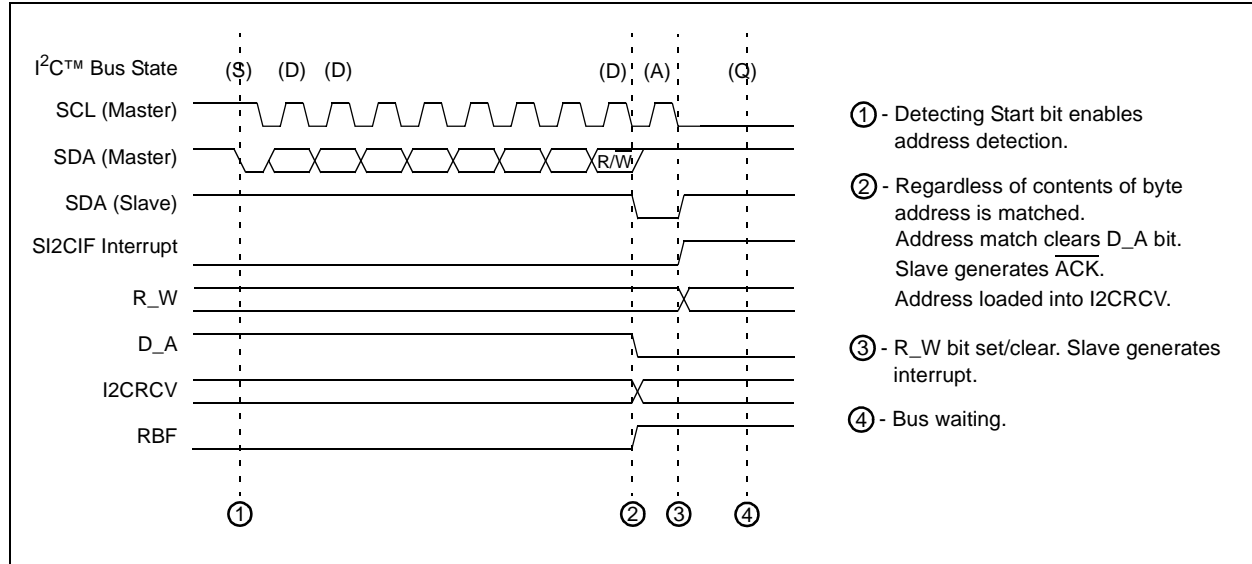 I²C™ Bus State (S) (D) (D) (D) (A) (Q)
SCL (Master)
SDA (Master) R/W̅
SDA (Slave)
SI2CIF Interrupt
R_W
D_A
I2CRCV
RBF
1 2 3 4
1 - Detecting Start bit enables
address detection.
2 - Regardless of contents of byte
address is matched.
Address match clears D_A bit.
Slave generates A̅C̅K̅.
Address loaded into I2CRCV.
3 - R_W bit set/clear. Slave generates
interrupt.
4 - Bus waiting.